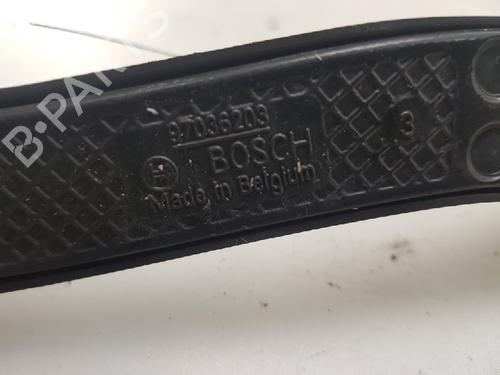 97036203
BOSCH
Made in Belgium
3
B-PARTS